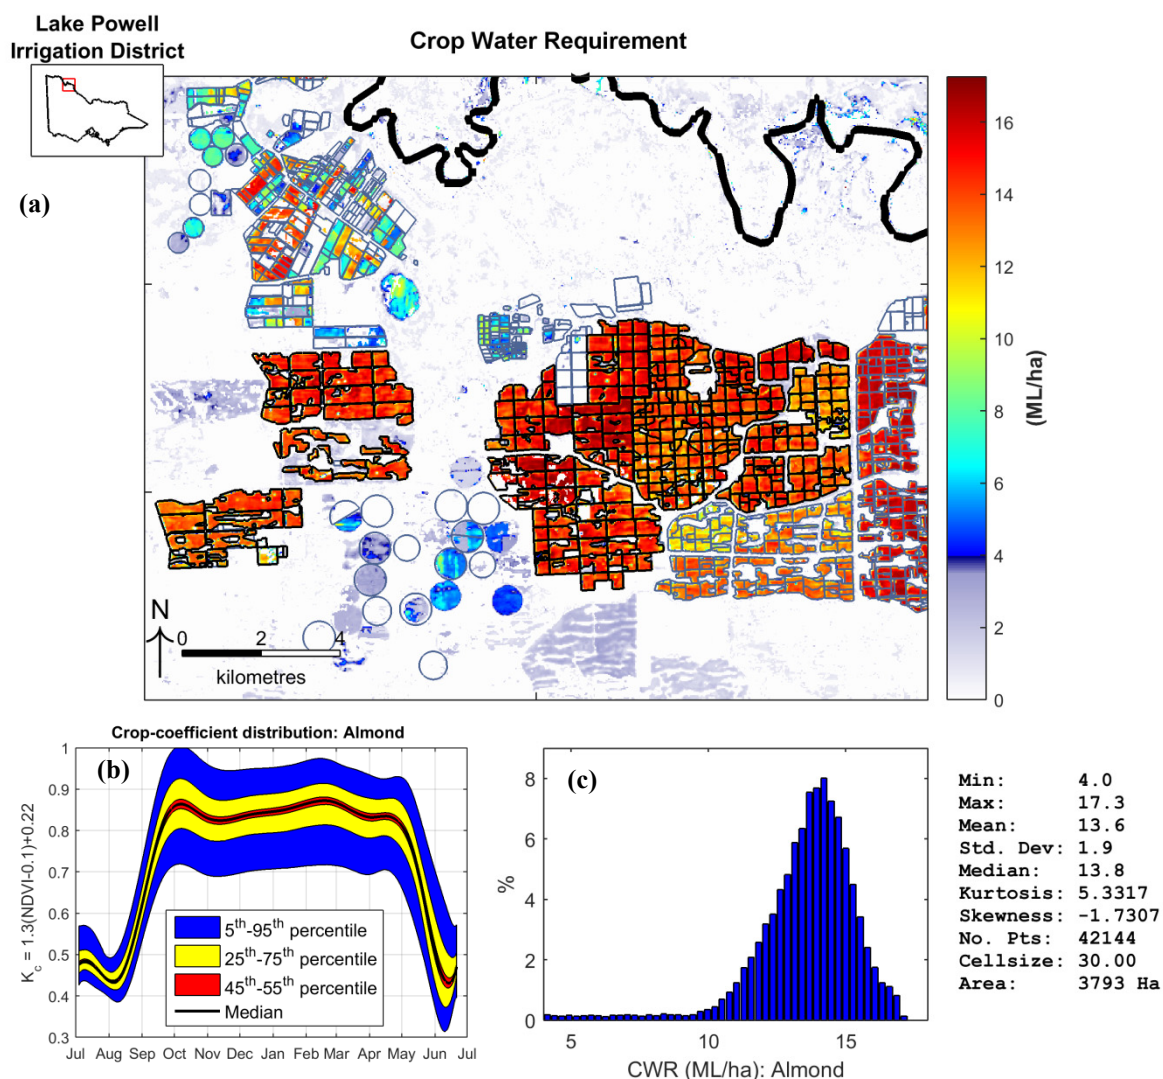 Lake Powell
Irrigation District
Crop Water Requirement
(a)
16
14
12
10
8
6
4
2
0
(ML/ha)
N
0 2 4
kilometres
Crop-coefficient distribution: Almond
(b)
1
0.9
0.8
0.7
0.6
0.5
0.4
0.3
K_c = 1.3(NDVI-0.1)+0.22
5th-95th percentile
25th-75th percentile
45th-55th percentile
Median
Jul Aug Sep Oct Nov Dec Jan Feb Mar Apr May Jun Jul
(c)
8
6
4
2
0
%
5 10 15
CWR (ML/ha): Almond
Min: 4.0
Max: 17.3
Mean: 13.6
Std. Dev: 1.9
Median: 13.8
Kurtosis: 5.3317
Skewness: -1.7307
No. Pts: 42144
Cellsize: 30.00
Area: 3793 Ha